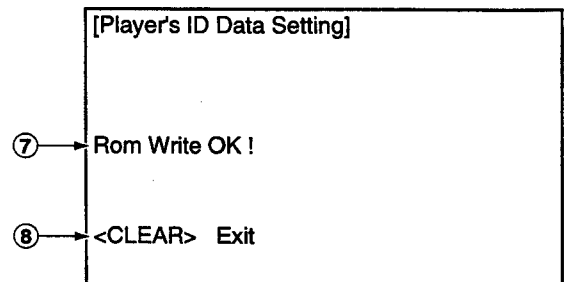 [Player's ID Data Setting]
⑦ Rom Write OK !
⑧ <CLEAR> Exit